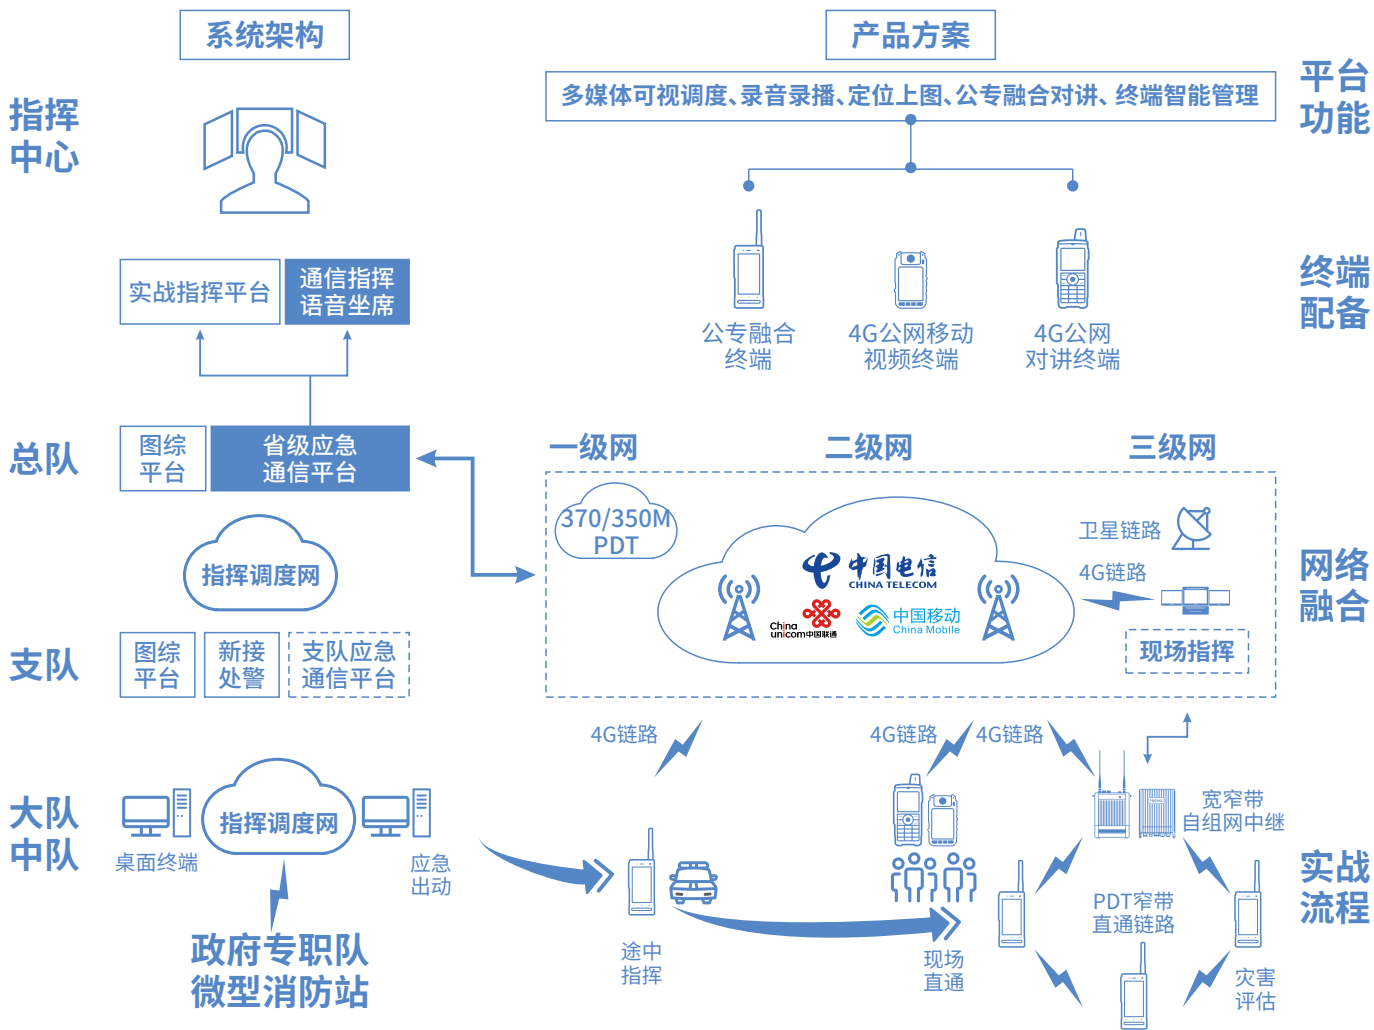 系统架构
产品方案
指挥
中心
多媒体可视调度、录音录播、定位上图、公专融合对讲、终端智能管理
平台
功能
实战指挥平台
通信指挥
语音坐席
公专融合
终端
4G公网移动
视频终端
4G公网
对讲终端
终端
配备
总队
图综
平台
省级应急
通信平台
一级网
二级网
三级网
370/350M
PDT
指挥调度网
中国电信
CHINA TELECOM
China
unicom中国联通
中国移动
China Mobile
卫星链路
4G链路
现场指挥
网络
融合
支队
图综
平台
新接
处警
支队应急
通信平台
4G链路
4G链路
4G链路
大队
中队
桌面终端
指挥调度网
应急
出动
政府专职队
微型消防站
途中
指挥
现场
直通
宽窄带
自组网中继
PDT窄带
直通链路
灾害
评估
实战
流程